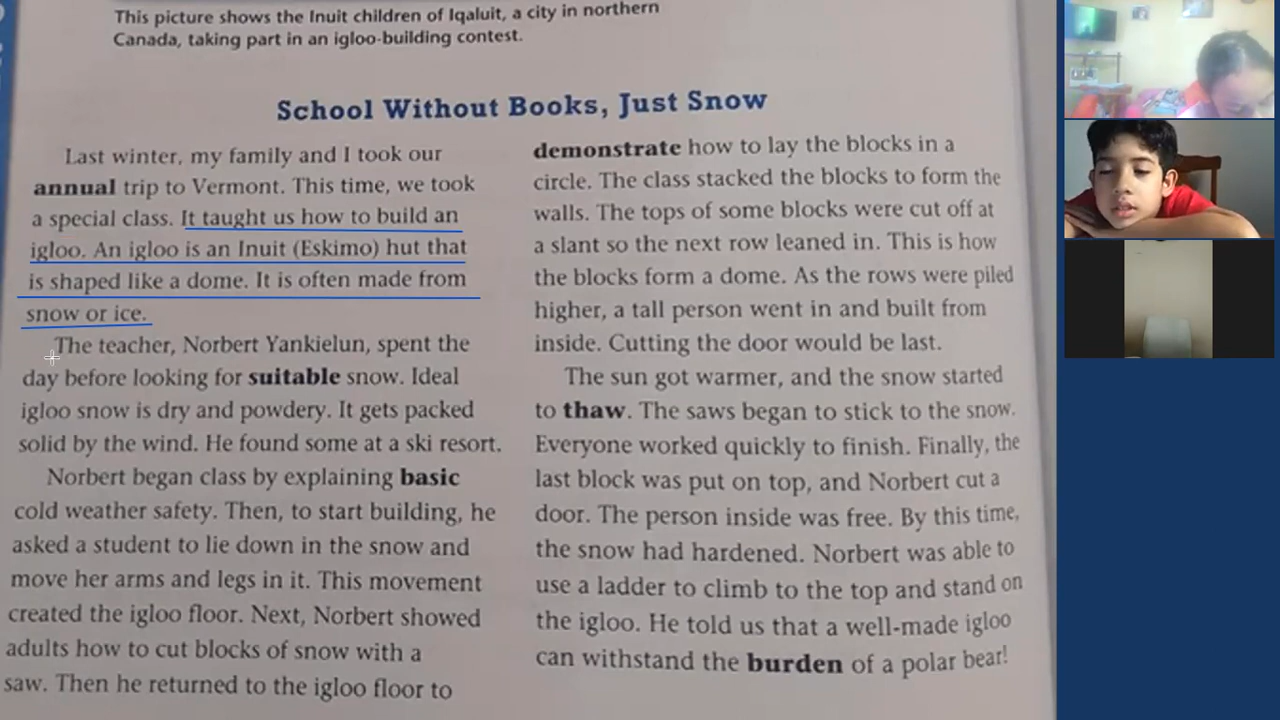 This picture shows the Inuit children of Iqaluit, a city in northern
Canada, taking part in an igloo-building contest.
School Without Books, Just Snow
Last winter, my family and I took our
annual trip to Vermont. This time, we took
a special class. It taught us how to build an
igloo. An igloo is an Inuit (Eskimo) hut that
is shaped like a dome. It is often made from
snow or ice.
The teacher, Norbert Yankielun, spent the
day before looking for suitable snow. Ideal
igloo snow is dry and powdery. It gets packed
solid by the wind. He found some at a ski resort.
Norbert began class by explaining basic
cold weather safety. Then, to start building, he
asked a student to lie down in the snow and
move her arms and legs in it. This movement
created the igloo floor. Next, Norbert showed
adults how to cut blocks of snow with a
saw. Then he returned to the igloo floor to
demonstrate how to lay the blocks in a
circle. The class stacked the blocks to form the
walls. The tops of some blocks were cut off at
a slant so the next row leaned in. This is how
the blocks form a dome. As the rows were piled
higher, a tall person went in and built from
inside. Cutting the door would be last.
The sun got warmer, and the snow started
to thaw. The saws began to stick to the snow.
Everyone worked quickly to finish. Finally, the
last block was put on top, and Norbert cut a
door. The person inside was free. By this time,
the snow had hardened. Norbert was able to
use a ladder to climb to the top and stand on
the igloo. He told us that a well-made igloo
can withstand the burden of a polar bear!